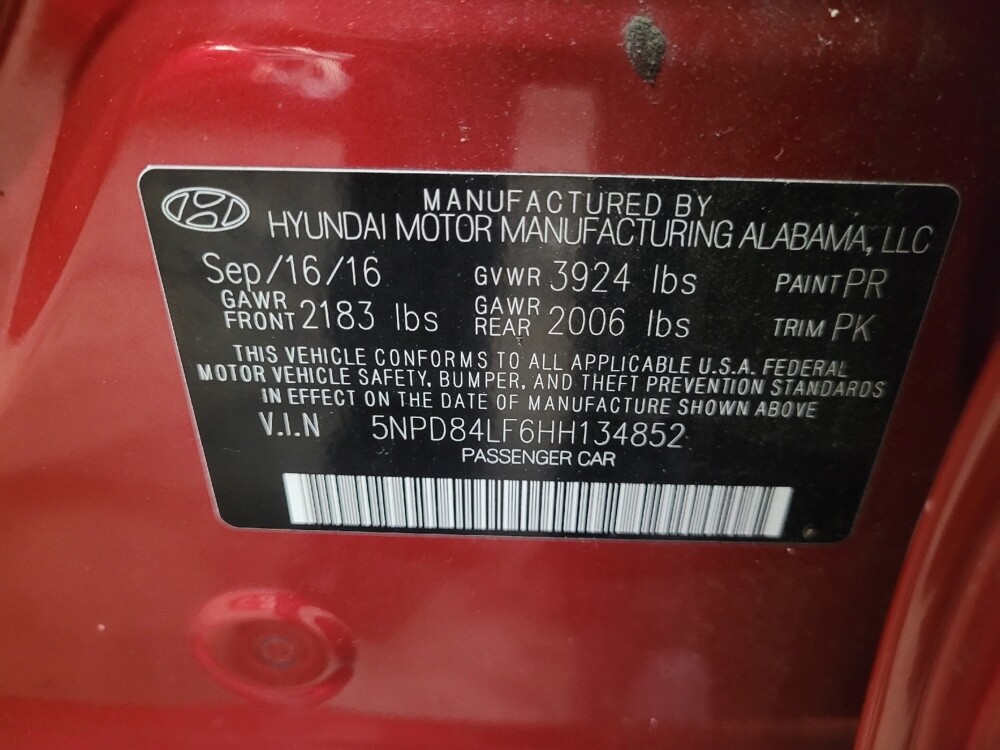 MANUFACTURED BY
HYUNDAI MOTOR MANUFACTURING ALABAMA, LLC
Sep/16/16 GVWR 3924 lbs PAINT PR
GAWR FRONT 2183 lbs GAWR REAR 2006 lbs TRIM PK
THIS VEHICLE CONFORMS TO ALL APPLICABLE U.S.A. FEDERAL
MOTOR VEHICLE SAFETY, BUMPER, AND THEFT PREVENTION STANDARDS
IN EFFECT ON THE DATE OF MANUFACTURE SHOWN ABOVE
V.I.N 5NPD84LF6HH134852
PASSENGER CAR